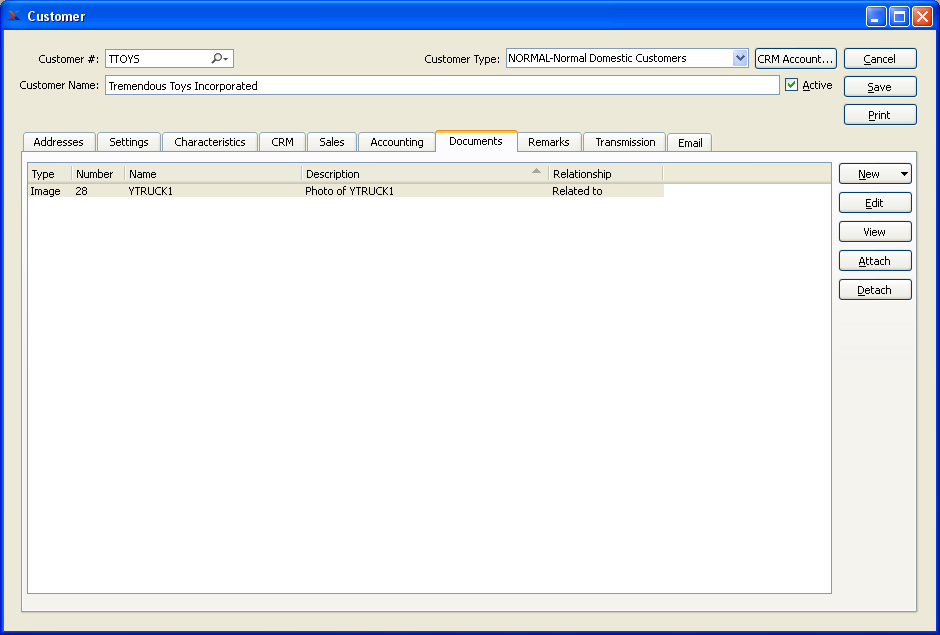 Customer
Customer #: TTOYS Customer Type: NORMAL-Normal Domestic Customers CRM Account... Cancel
Customer Name: Tremendous Toys Incorporated Active Save
Print
Addresses Settings Characteristics CRM Sales Accounting Documents Remarks Transmission Email
Type Number Name Description Relationship New
Image 28 YTRUCK1 Photo of YTRUCK1 Related to
Edit
View
Attach
Detach